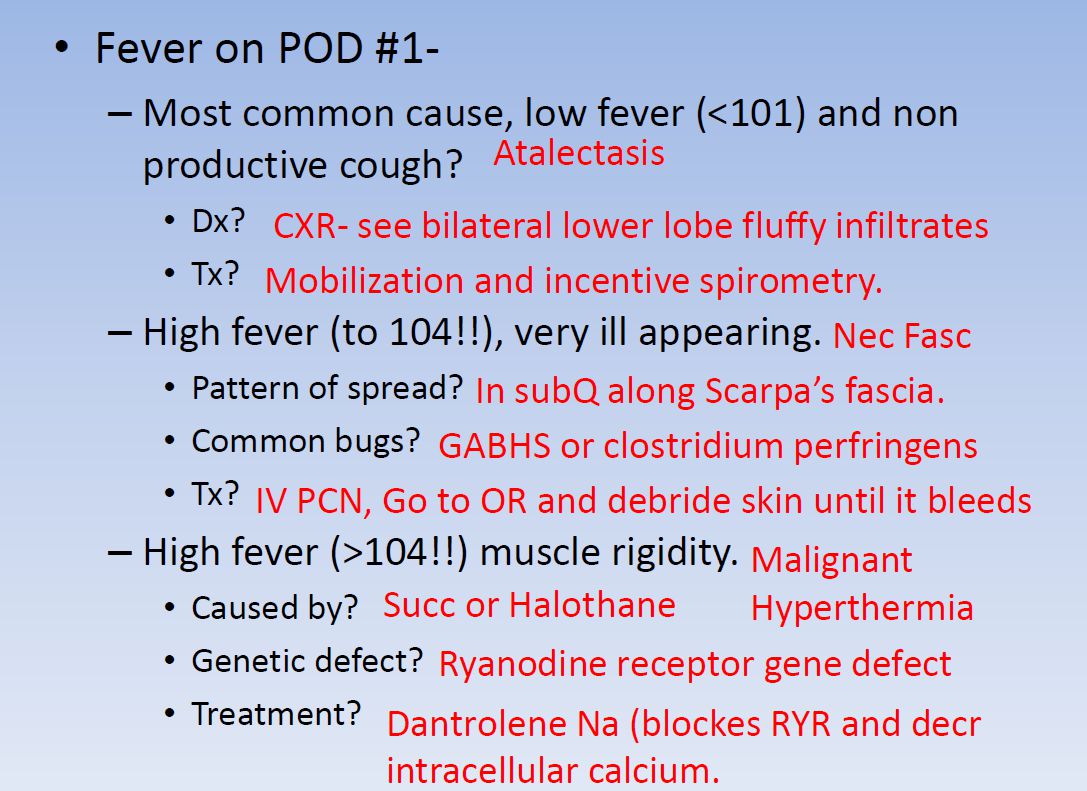 • Fever on POD #1-
– Most common cause, low fever (<101) and non
productive cough? Atalectasis
• Dx? CXR- see bilateral lower lobe fluffy infiltrates
• Tx? Mobilization and incentive spirometry.
– High fever (to 104!!), very ill appearing. Nec Fasc
• Pattern of spread? In subQ along Scarpa’s fascia.
• Common bugs? GABHS or clostridium perfringens
• Tx? IV PCN, Go to OR and debride skin until it bleeds
– High fever (>104!!) muscle rigidity. Malignant
• Caused by? Succ or Halothane Hyperthermia
• Genetic defect? Ryanodine receptor gene defect
• Treatment? Dantrolene Na (blockes RYR and decr
intracellular calcium.